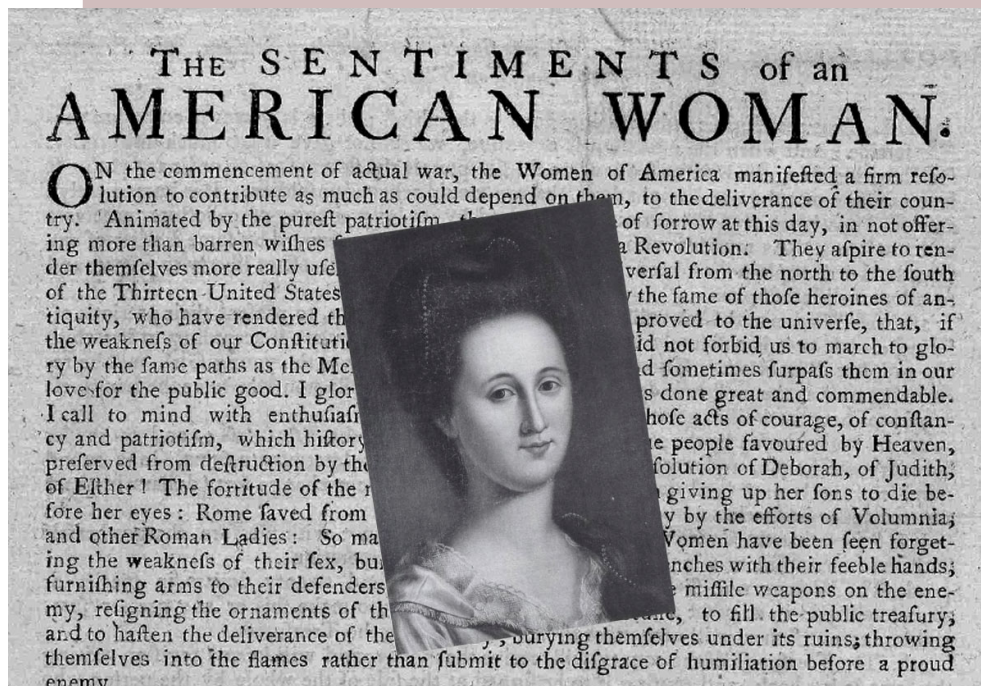 THE SENTIMENTS of an
AMERICAN WOMAN.
ON the commencement of actual war, the Women of America manifeſted a firm reſo-
lution to contribute as much as could depend on them, to the deliverance of their coun-
try. Animated by the pureſt patriotiſm, of ſorrow at this day, in not offer-
ing more than barren wiſhes a Revolution. They aſpire to ren-
der themſelves more really verſal from the north to the ſouth
of the Thirteen United States the fame of thoſe heroines of an-
tiquity, who have rendered proved to the univerſe, that, if
the weakneſs of our not forbid us to march to glo-
ry by the ſame paths as the ſometimes ſurpaſs them in our
love for the public good. I done great and commendable.
I call to mind with acts of courage, of conſtan-
cy and patriotiſm, which people favoured by Heaven,
preſerved from deſtruction by of Deborah, of Judith,
of Eſther! The fortitude of the giving up her ſons to die be-
fore her eyes: Rome ſaved from by the efforts of Volumnia,
and other Roman Ladies: So Women have been ſeen forget-
ing the weakneſs of their ſex, with their feeble hands;
furniſhing arms to their defenders miſſile weapons on the ene-
my, reſigning the ornaments of to fill the public treaſury,
and to haſten the deliverance of burying themſelves under its ruins; throwing
themſelves into the flames rather than ſubmit to the diſgrace of humiliation before a proud
enemy